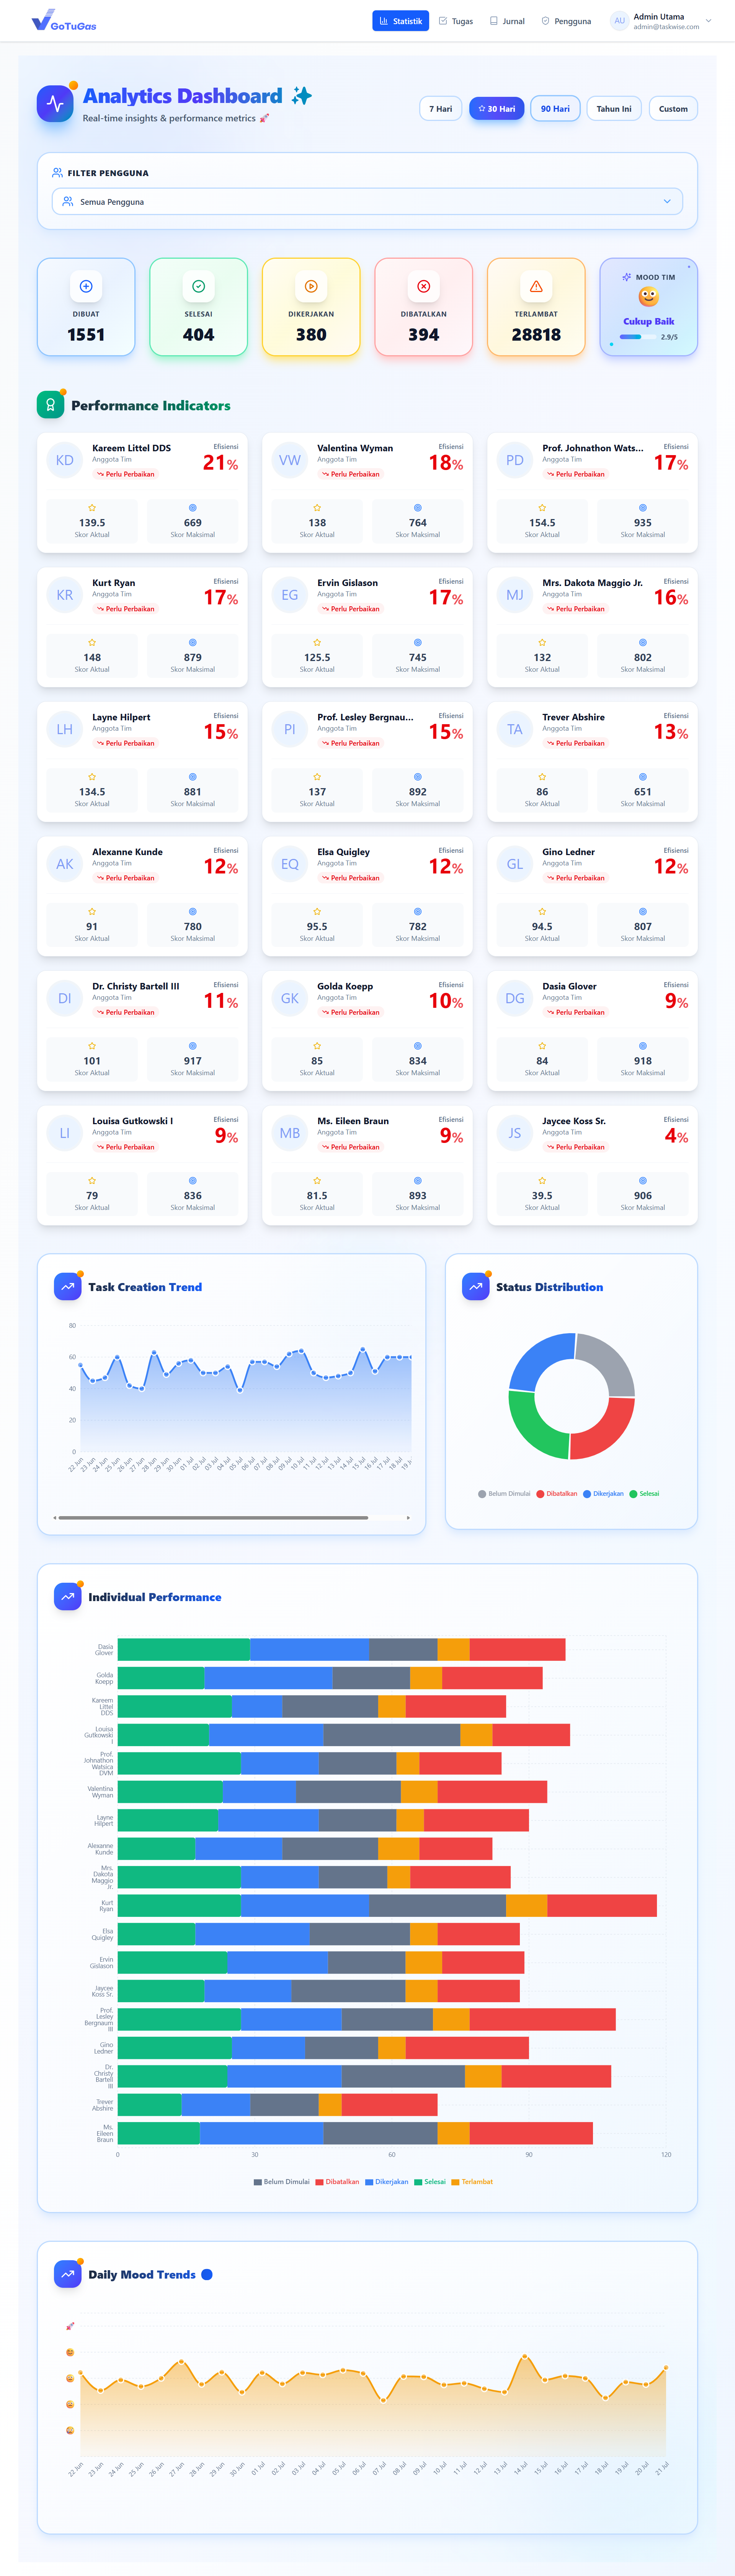 GoTuGas
Statistik
Tugas
Jurnal
Pengguna
AU
Admin Utama
admin@taskwise.com
Analytics Dashboard ✨
Real-time insights & performance metrics 🚀
7 Hari
30 Hari
90 Hari
Tahun Ini
Custom
FILTER PENGGUNA
Semua Pengguna
DIBUAT
1551
SELESAI
404
DIKERJAKAN
380
DIBATALKAN
394
TERLAMBAT
28818
MOOD TIM
Cukup Baik
2.9/5
Performance Indicators
KD
Kareem Littel DDS
Anggota Tim
Perlu Perbaikan
Efisiensi
21%
139.5
Skor Aktual
669
Skor Maksimal
VW
Valentina Wyman
Anggota Tim
Perlu Perbaikan
Efisiensi
18%
138
Skor Aktual
764
Skor Maksimal
PD
Prof. Johnathon Wats...
Anggota Tim
Perlu Perbaikan
Efisiensi
17%
154.5
Skor Aktual
935
Skor Maksimal
KR
Kurt Ryan
Anggota Tim
Perlu Perbaikan
Efisiensi
17%
148
Skor Aktual
879
Skor Maksimal
EG
Ervin Gislason
Anggota Tim
Perlu Perbaikan
Efisiensi
17%
125.5
Skor Aktual
745
Skor Maksimal
MJ
Mrs. Dakota Maggio Jr.
Anggota Tim
Perlu Perbaikan
Efisiensi
16%
132
Skor Aktual
802
Skor Maksimal
LH
Layne Hilpert
Anggota Tim
Perlu Perbaikan
Efisiensi
15%
134.5
Skor Aktual
881
Skor Maksimal
PI
Prof. Lesley Bergnau...
Anggota Tim
Perlu Perbaikan
Efisiensi
15%
137
Skor Aktual
892
Skor Maksimal
TA
Trever Abshire
Anggota Tim
Perlu Perbaikan
Efisiensi
13%
86
Skor Aktual
651
Skor Maksimal
AK
Alexanne Kunde
Anggota Tim
Perlu Perbaikan
Efisiensi
12%
91
Skor Aktual
780
Skor Maksimal
EQ
Elsa Quigley
Anggota Tim
Perlu Perbaikan
Efisiensi
12%
95.5
Skor Aktual
782
Skor Maksimal
GL
Gino Ledner
Anggota Tim
Perlu Perbaikan
Efisiensi
12%
94.5
Skor Aktual
807
Skor Maksimal
DI
Dr. Christy Bartell III
Anggota Tim
Perlu Perbaikan
Efisiensi
11%
101
Skor Aktual
917
Skor Maksimal
GK
Golda Koepp
Anggota Tim
Perlu Perbaikan
Efisiensi
10%
85
Skor Aktual
834
Skor Maksimal
DG
Dasia Glover
Anggota Tim
Perlu Perbaikan
Efisiensi
9%
84
Skor Aktual
918
Skor Maksimal
LI
Louisa Gutkowski I
Anggota Tim
Perlu Perbaikan
Efisiensi
9%
79
Skor Aktual
836
Skor Maksimal
MB
Ms. Eileen Braun
Anggota Tim
Perlu Perbaikan
Efisiensi
9%
81.5
Skor Aktual
893
Skor Maksimal
JS
Jaycee Koss Sr.
Anggota Tim
Perlu Perbaikan
Efisiensi
4%
39.5
Skor Aktual
906
Skor Maksimal
Task Creation Trend
80
60
40
20
0
22 Jun
23 Jun
24 Jun
25 Jun
26 Jun
27 Jun
28 Jun
29 Jun
30 Jun
01 Jul
02 Jul
03 Jul
04 Jul
05 Jul
06 Jul
07 Jul
08 Jul
09 Jul
10 Jul
11 Jul
12 Jul
13 Jul
14 Jul
15 Jul
16 Jul
17 Jul
18 Jul
Status Distribution
Belum Dimulai
Dibatalkan
Dikerjakan
Selesai
Individual Performance
Dasia
Glover
Golda
Koepp
Kareem
Littel
DDS
Louisa
Gutkowski
I
Prof.
Johnathon
Watsica
DVM
Valentina
Wyman
Layne
Hilpert
Alexanne
Kunde
Mrs.
Dakota
Maggio
Jr.
Kurt
Ryan
Elsa
Quigley
Ervin
Gislason
Jaycee
Koss Sr.
Prof.
Lesley
Bergnaum
III
Gino
Ledner
Dr.
Christy
Bartell
III
Trever
Abshire
Ms.
Eileen
Braun
0
30
60
90
120
Belum Dimulai
Dibatalkan
Dikerjakan
Selesai
Terlambat
Daily Mood Trends
22 Jun
23 Jun
24 Jun
25 Jun
26 Jun
27 Jun
28 Jun
29 Jun
30 Jun
01 Jul
02 Jul
03 Jul
04 Jul
05 Jul
06 Jul
07 Jul
08 Jul
09 Jul
10 Jul
11 Jul
12 Jul
13 Jul
14 Jul
15 Jul
16 Jul
17 Jul
18 Jul
19 Jul
20 Jul
21 Jul